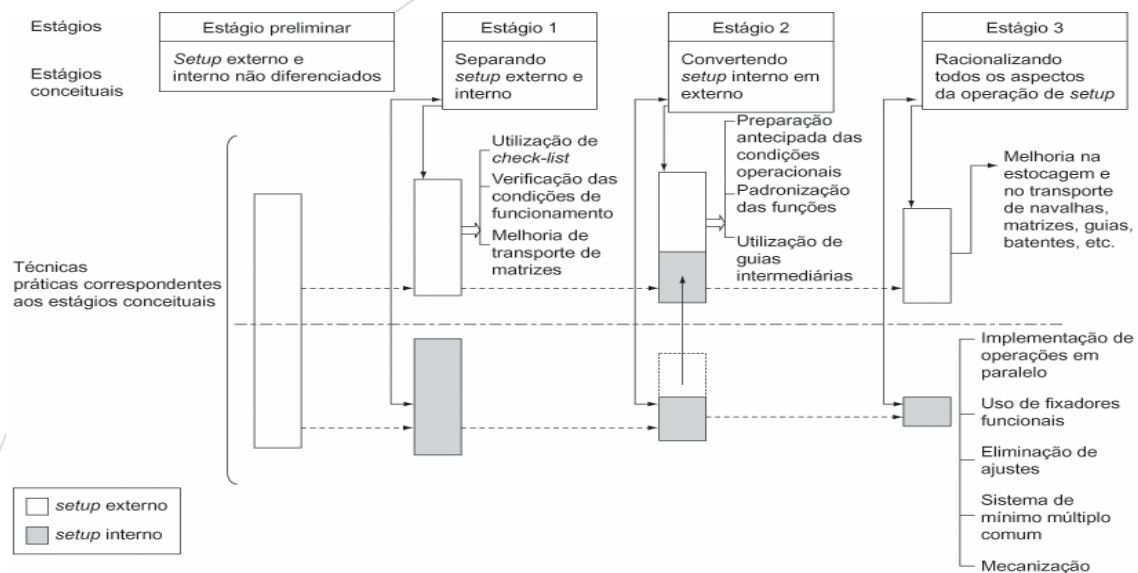 Estágios
Estágio preliminar
Setup externo e
interno não diferenciados
Estágio 1
Separando
setup externo e
interno
Estágio 2
Convertendo
setup interno em
externo
Estágio 3
Racionalizando
todos os aspectos
da operação de setup
Estágios
conceituais
Utilização de
check-list
Verificação das
condições de
funcionamento
Melhoria de
transporte de
matrizes
Preparação
antecipada das
condições
operacionais
Padronização
das funções
Utilização de
guias
intermediárias
Melhoria na
estocagem e
no transporte
de navalhas,
matrizes, guias,
batentes, etc.
Técnicas
práticas correspondentes
aos estágios conceituais
Implementação de
operações em
paralelo
Uso de fixadores
funcionais
Eliminação de
ajustes
Sistema de
mínimo múltiplo
comum
Mecanização
setup externo
setup interno